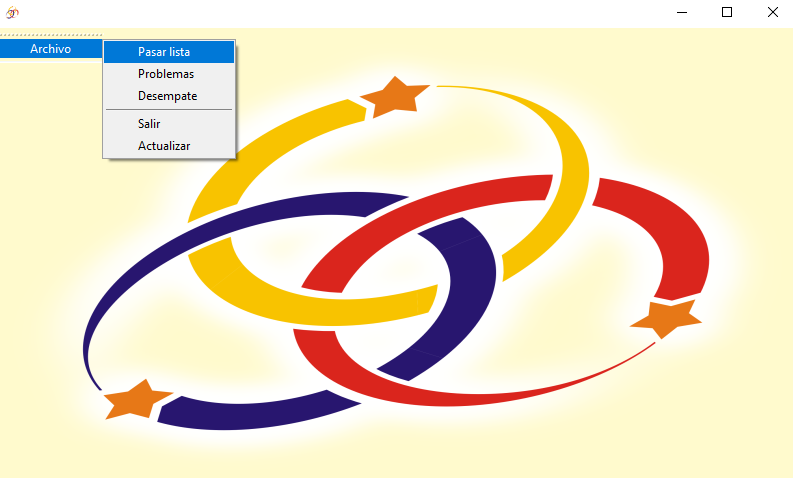 Archivo
Pasar lista
Problemas
Desempate
Salir
Actualizar